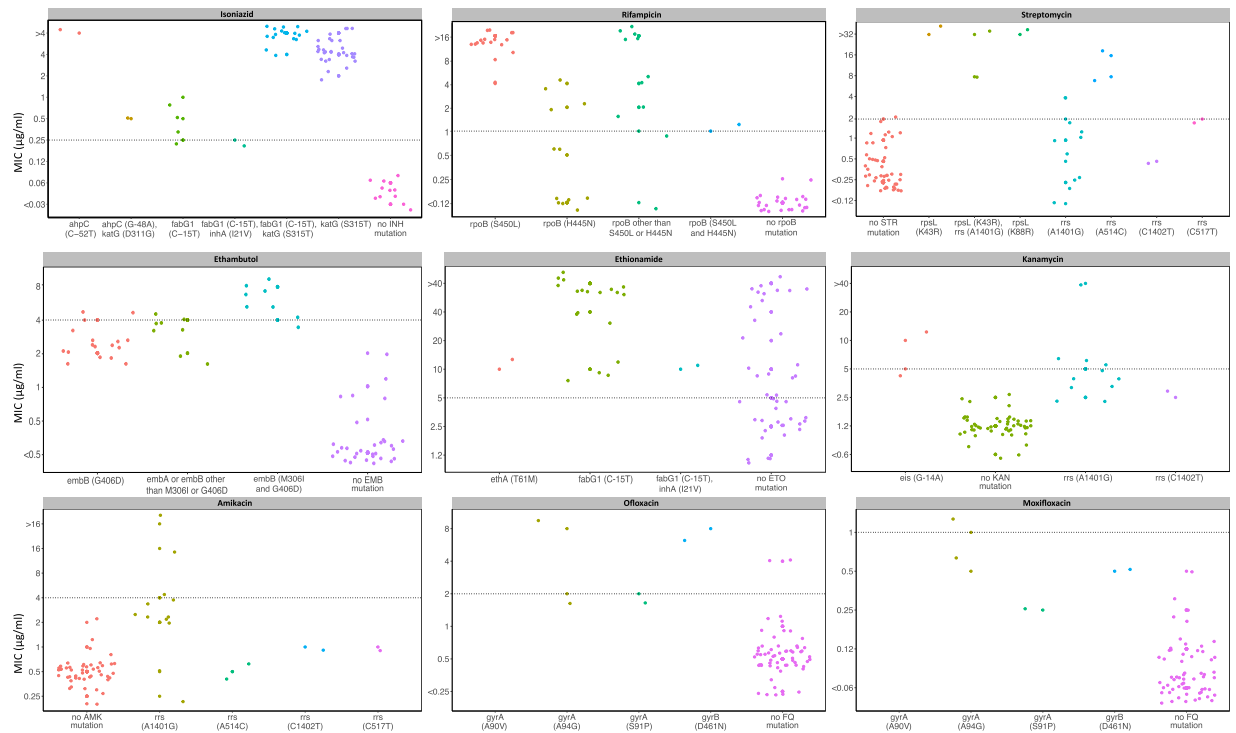 Isoniazid
MIC (µg/ml)
>4
4
2
1
0.5
0.25
0.12
0.06
<0.03
ahpC
(C−52T)
ahpC (G-48A),
katG (D311G)
fabG1
(C−15T)
fabG1 (C-15T),
inhA (I21V)
fabG1 (C-15T),
katG (S315T)
katG (S315T)
no INH
mutation
Rifampicin
>16
4
2
1
0.5
0.25
<0.12
rpoB (S450L)
rpoB (H445N)
rpoB other than
S450L or H445N
rpoB (S450L
and H445N)
no rpoB
mutation
Streptomycin
>32
16
8
4
2
2
0.5
<0.25
<0.12
no STR
mutation
rpsL
(K43R)
rpsL (K43R),
rrs (A1401G)
rpsL
(K88R)
rrs
(A1401G)
rrs
(A514C)
rrs
(C1402T)
rrs
(C517T)
Ethambutol
MIC (µg/ml)
8
4
2
1
0.5
<0.5
embB (G406D)
embA or embB other
than M306I or G406D
embB (M306I
and G406D)
no EMB
mutation
Ethionamide
>40
40
20
10
5
2.5
1.2
ethA (T61M)
fabG1 (C-15T)
fabG1 (C-15T),
inhA (I21V)
no ETO
mutation
Kanamycin
>40
40
10
5
2.5
1.2
<0.6
eis (G-14A)
no KAN
mutation
rrs (A1401G)
rrs (C1402T)
Amikacin
MIC (µg/ml)
>16
16
8
4
2
1
0.5
0.25
no AMK
mutation
rrs
(A1401G)
rrs
(A514C)
rrs
(C1402T)
rrs
(C517T)
Ofloxacin
8
4
2
1
0.5
<0.25
gyrA
(A90V)
gyrA
(A94G)
gyrA
(S91P)
gyrB
(D461N)
no FQ
mutation
Moxifloxacin
1
0.5
0.25
0.12
<0.06
gyrA
(A90V)
gyrA
(A94G)
gyrA
(S91P)
gyrB
(D461N)
no FQ
mutation